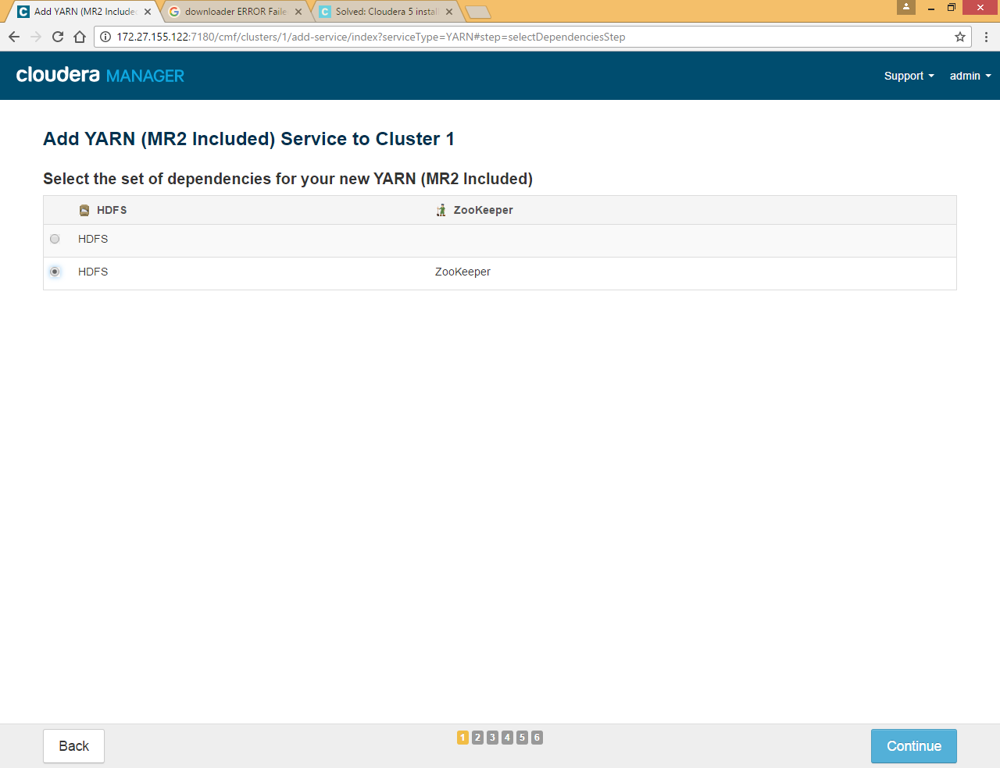 Add YARN (MR2 Include
downloader ERROR Faile
Solved: Cloudera 5 instal
172.27.155.122:7180/cmf/clusters/1/add-service/index?serviceType=YARN#step=selectDependenciesStep
cloudera MANAGER
Support
admin
Add YARN (MR2 Included) Service to Cluster 1
Select the set of dependencies for your new YARN (MR2 Included)
HDFS ZooKeeper
HDFS
HDFS ZooKeeper
Back
1 2 3 4 5 6
Continue